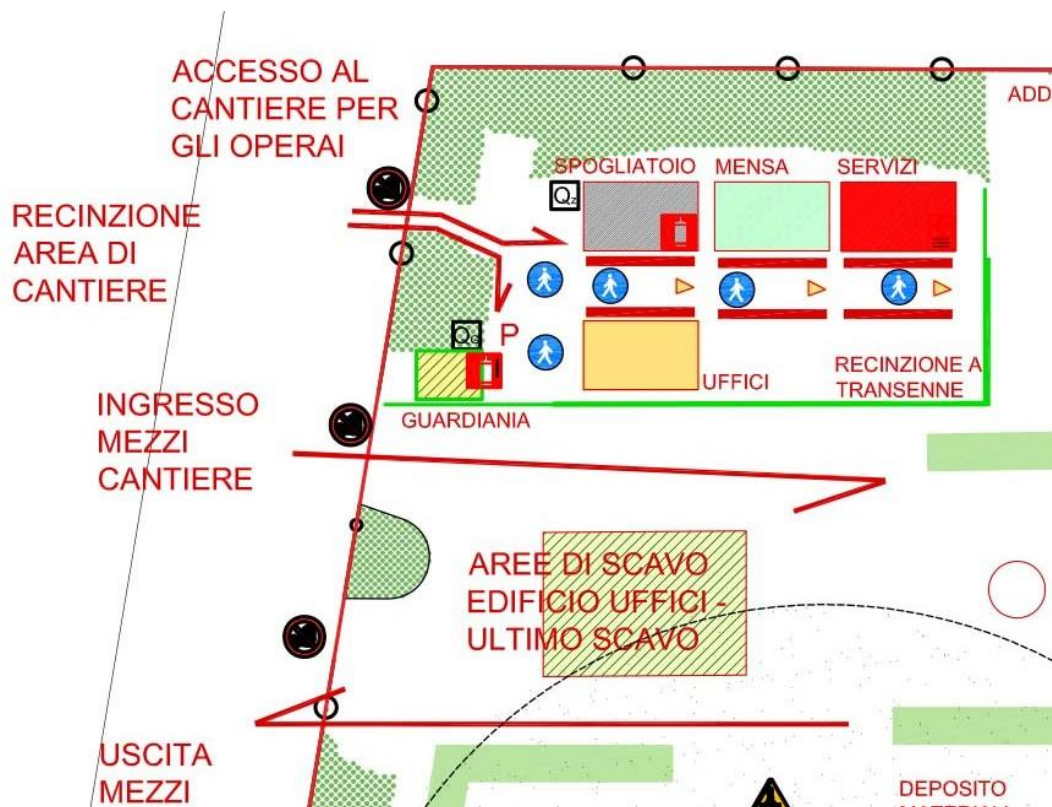 ACCESSO AL
CANTIERE PER
GLI OPERAI
ADD
SPOGLIATOIO
MENSA
SERVIZI
RECINZIONE
AREA DI
CANTIERE
P
UFFICI
RECINZIONE A
TRANSENNE
GUARDIANIA
INGRESSO
MEZZI
CANTIERE
AREE DI SCAVO
EDIFICIO UFFICI -
ULTIMO SCAVO
USCITA
MEZZI
DEPOSITO